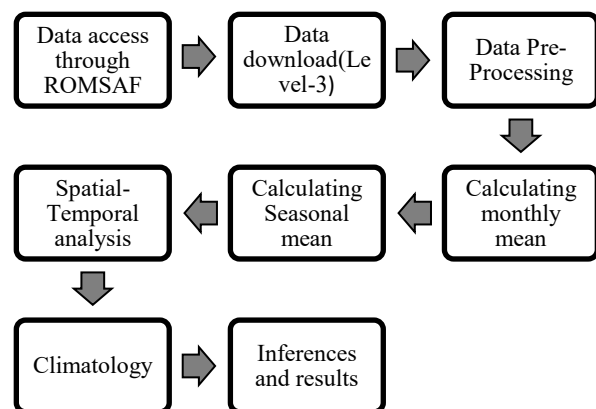 Data access
through
ROMSAF
Data
download(Le
vel-3)
Data Pre-
Processing
Calculating
monthly
mean
Calculating
Seasonal
mean
Spatial-
Temporal
analysis
Climatology
Inferences
and results